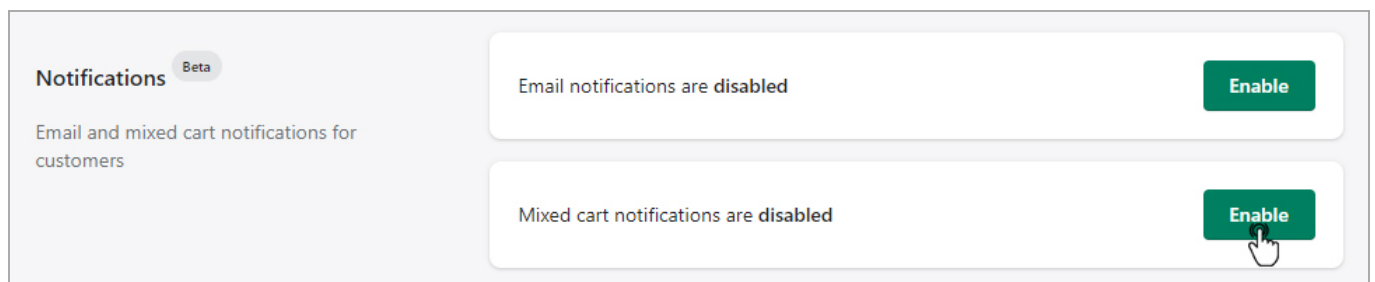 Notifications Beta
Email and mixed cart notifications for
customers
Email notifications are disabled
Enable
Mixed cart notifications are disabled
Enable